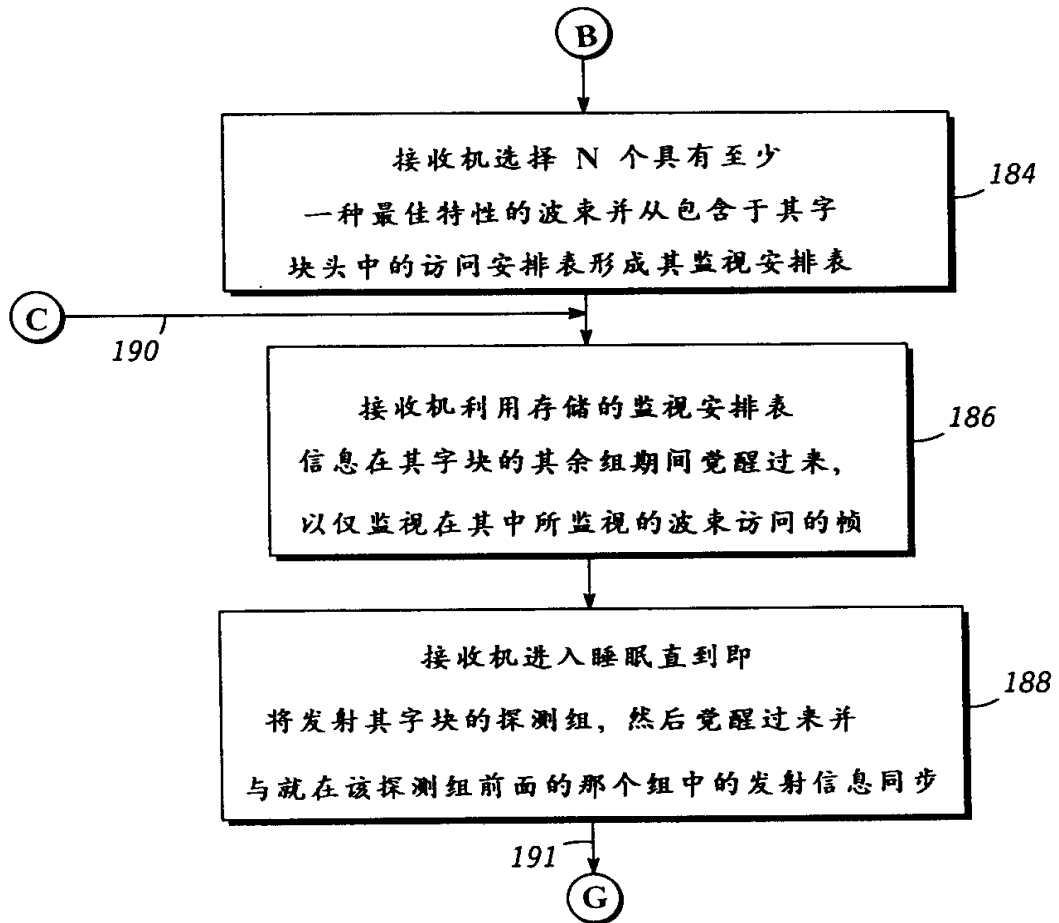 B
接收机选择 N 个具有至少
一种最佳特性的波束并从包含于其字
块头中的访问安排表形成其监视安排表
184
C
190
接收机利用存储的监视安排表
信息在其字块的其余组期间觉醒过来,
以仅监视在其中所监视的波束访问的帧
186
接收机进入睡眠直到即
将发射其字块的探测组, 然后觉醒过来并
与就在该探测组前面的那个组中的发射信息同步
188
191
G